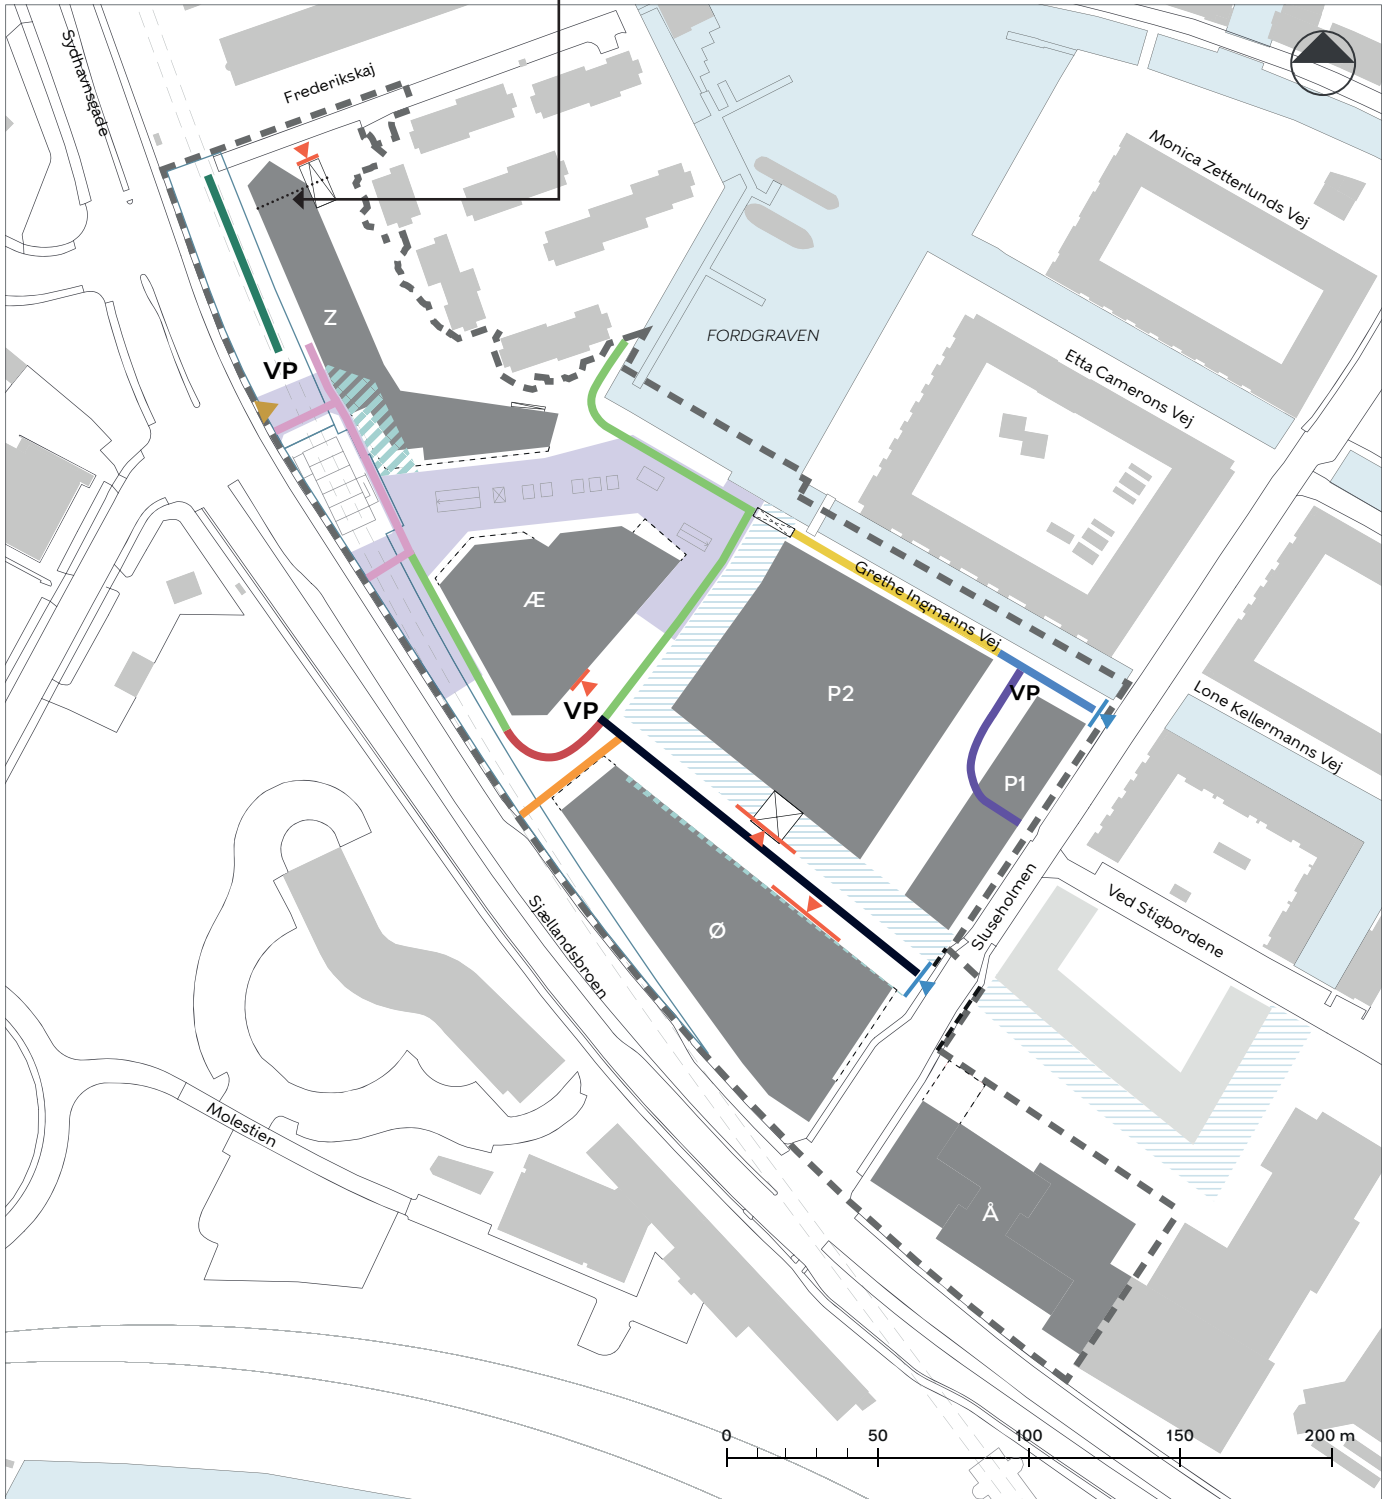 Sydhavnsgade
Frederikskaj
Monica Zetterlunds Vej
Z
FORDGRAVEN
VP
Etta Camerons Vej
Æ
Grethe Ingmanns Vej
P2
VP
VP
Lone Kellermanns Vej
P1
Ø
Sjællandsbroen
Sluseholmen
Ved Stigbordene
Molestien
Å
0 50 100 150 200 m